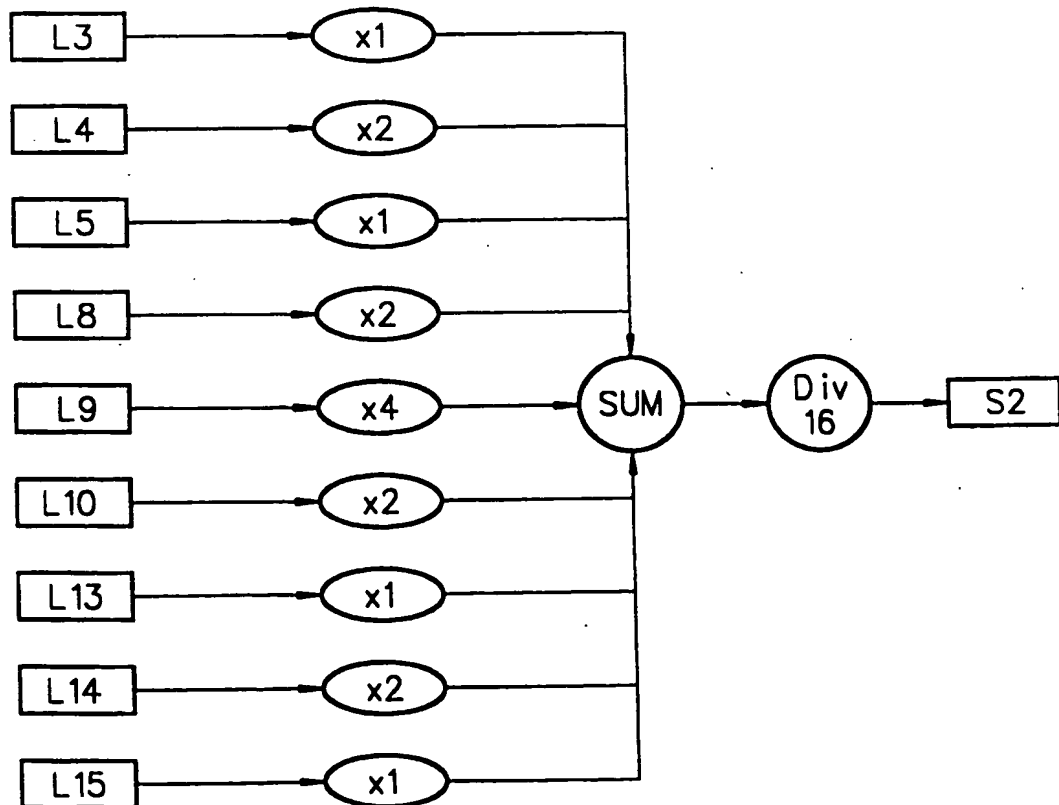 L3 x1
L4 x2
L5 x1
L8 x2
L9 x4 SUM Div 16 S2
L10 x2
L13 x1
L14 x2
L15 x1